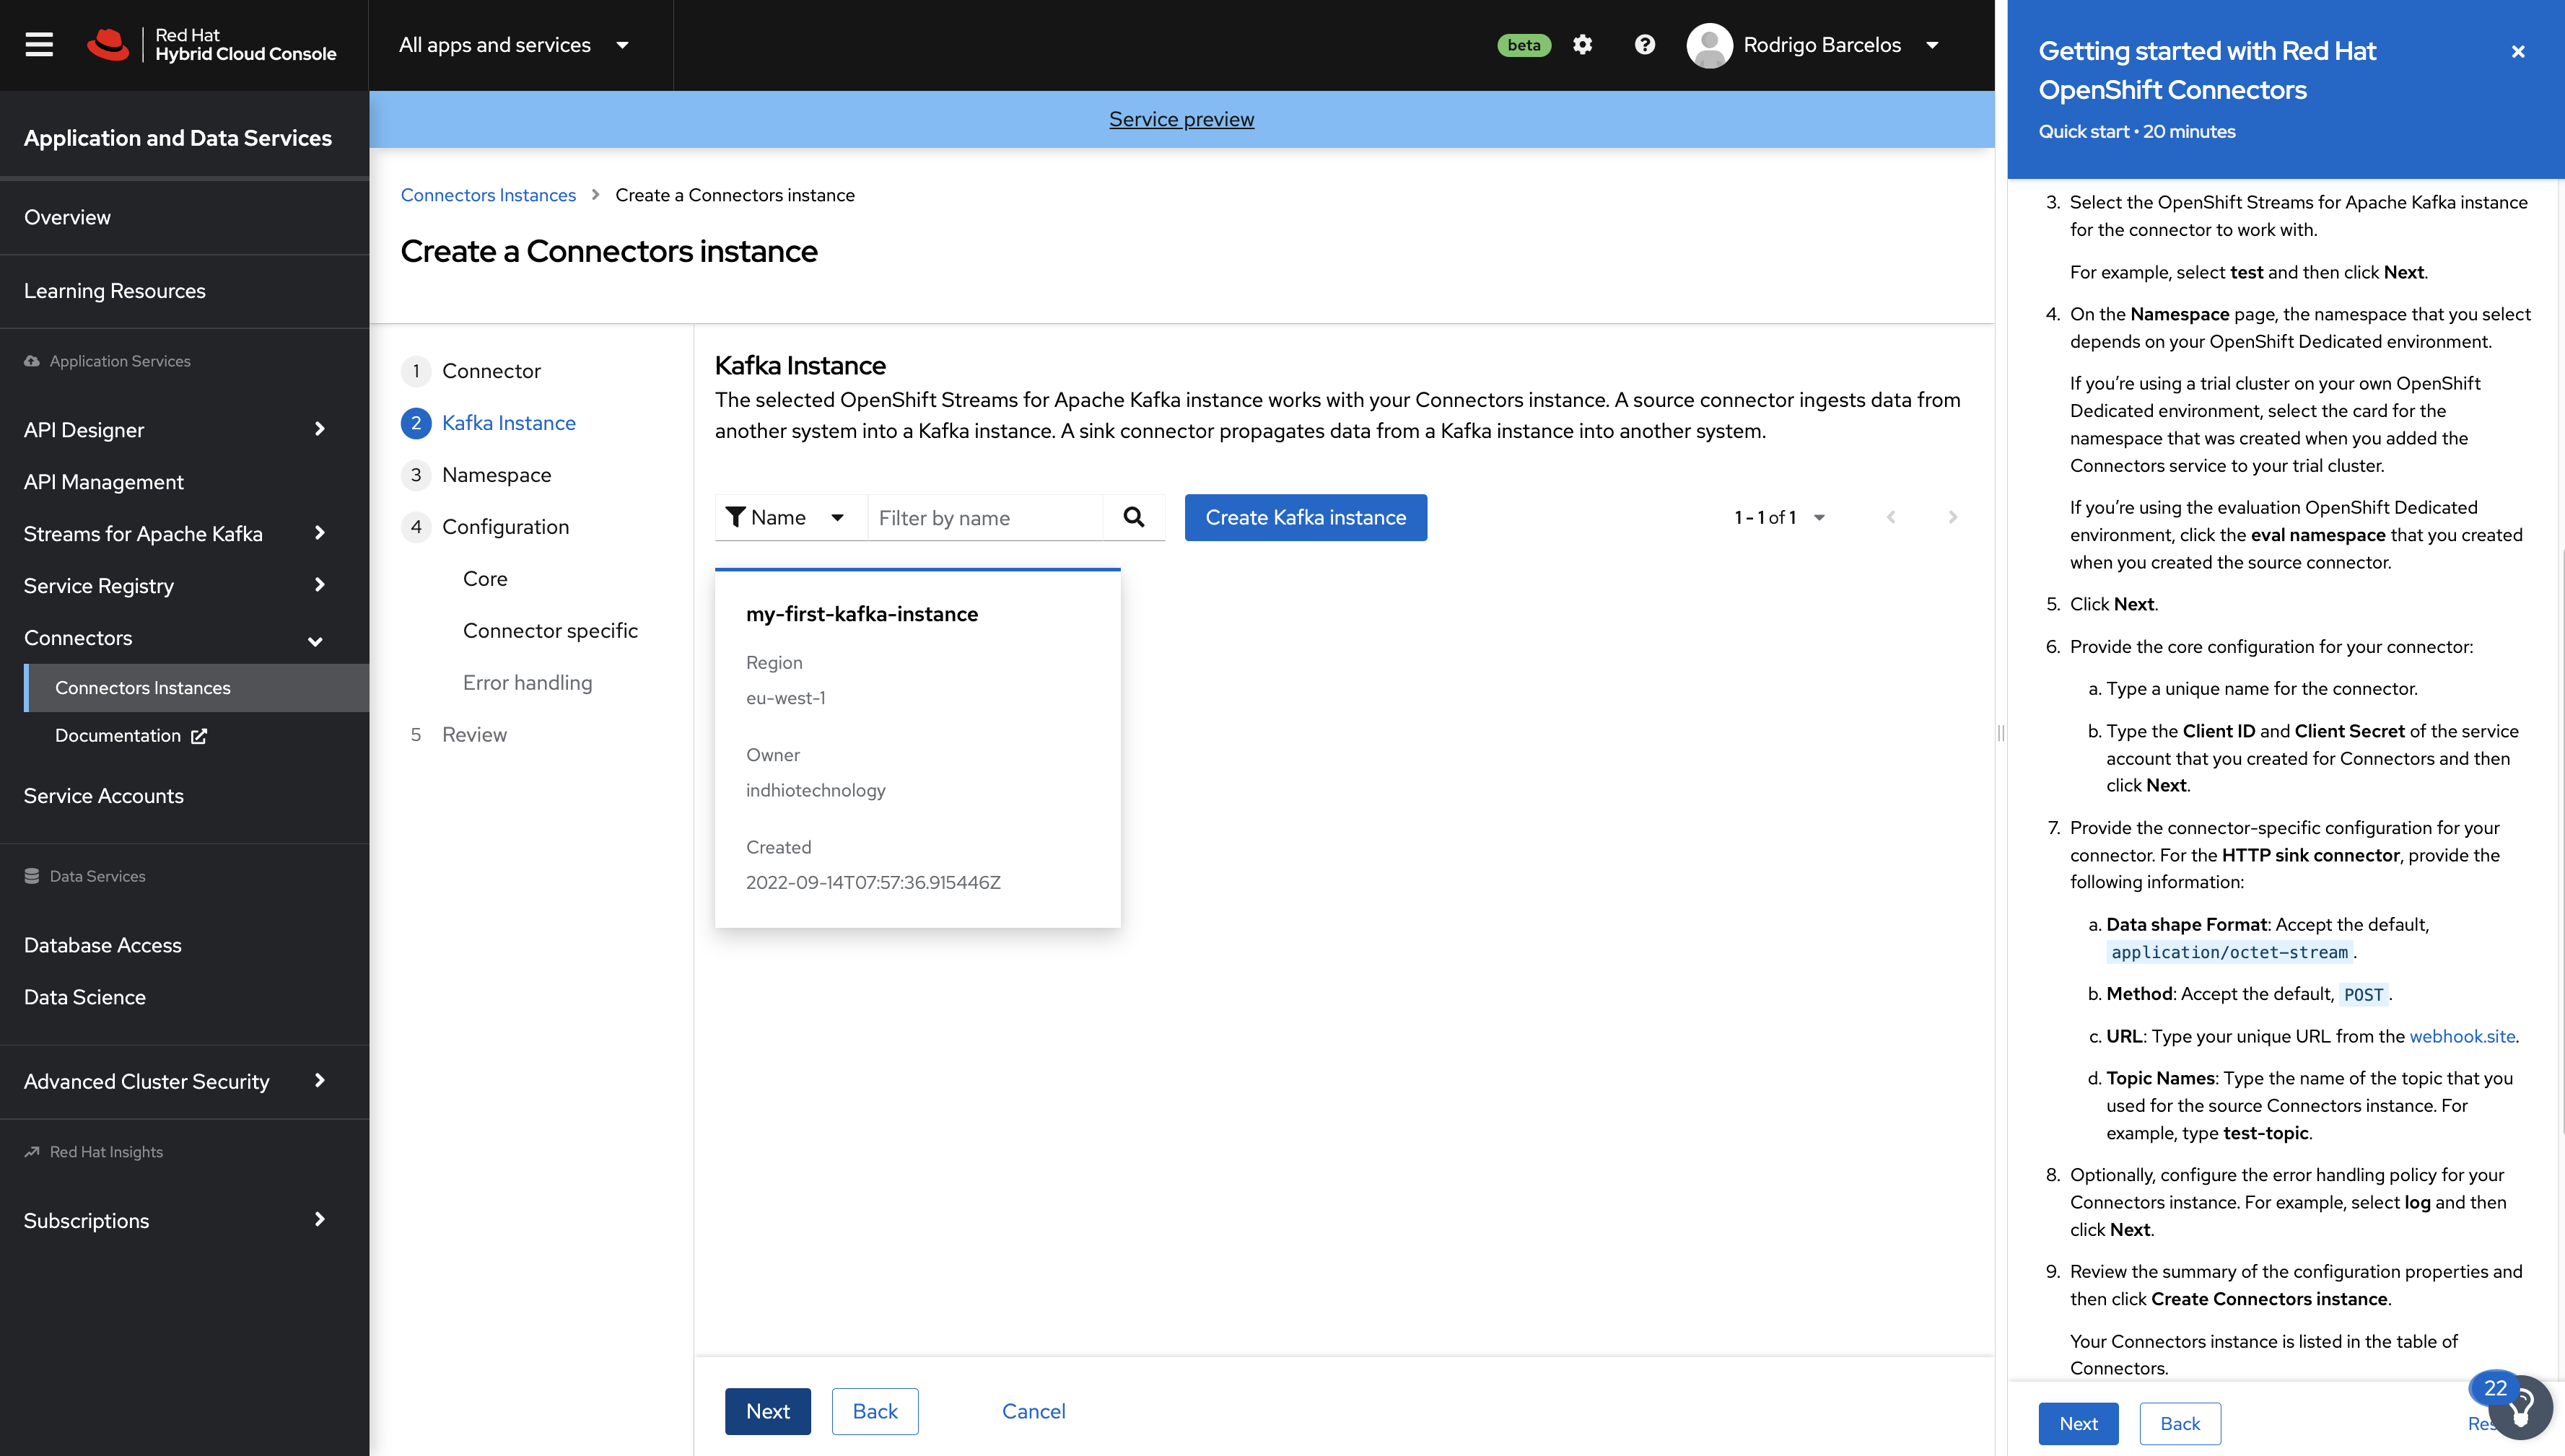 Red Hat
Hybrid Cloud Console
All apps and services
beta
Rodrigo Barcelos
Application and Data Services
Overview
Learning Resources
Application Services
API Designer
API Management
Streams for Apache Kafka
Service Registry
Connectors
Connectors Instances
Documentation
Service Accounts
Data Services
Database Access
Data Science
Advanced Cluster Security
Red Hat Insights
Subscriptions
Service preview
Connectors Instances > Create a Connectors instance
Create a Connectors instance
1 Connector
2 Kafka Instance
3 Namespace
4 Configuration
Core
Connector specific
Error handling
5 Review
Kafka Instance
The selected OpenShift Streams for Apache Kafka instance works with your Connectors instance. A source connector ingests data from
another system into a Kafka instance. A sink connector propagates data from a Kafka instance into another system.
Name
Filter by name
Create Kafka instance
1 - 1 of 1
my-first-kafka-instance
Region
eu-west-1
Owner
indhiotechnology
Created
2022-09-14T07:57:36.915446Z
Next
Back
Cancel
Getting started with Red Hat
OpenShift Connectors
Quick start • 20 minutes
3. Select the OpenShift Streams for Apache Kafka instance
for the connector to work with.
For example, select test and then click Next.
4. On the Namespace page, the namespace that you select
depends on your OpenShift Dedicated environment.
If you’re using a trial cluster on your own OpenShift
Dedicated environment, select the card for the
namespace that was created when you added the
Connectors service to your trial cluster.
If you’re using the evaluation OpenShift Dedicated
environment, click the eval namespace that you created
when you created the source connector.
5. Click Next.
6. Provide the core configuration for your connector:
a. Type a unique name for the connector.
b. Type the Client ID and Client Secret of the service
account that you created for Connectors and then
click Next.
7. Provide the connector-specific configuration for your
connector. For the HTTP sink connector, provide the
following information:
a. Data shape Format: Accept the default,
application/octet-stream.
b. Method: Accept the default, POST.
c. URL: Type your unique URL from the webhook.site.
d. Topic Names: Type the name of the topic that you
used for the source Connectors instance. For
example, type test-topic.
8. Optionally, configure the error handling policy for your
Connectors instance. For example, select log and then
click Next.
9. Review the summary of the configuration properties and
then click Create Connectors instance.
Your Connectors instance is listed in the table of
Connectors.
22
Next
Back